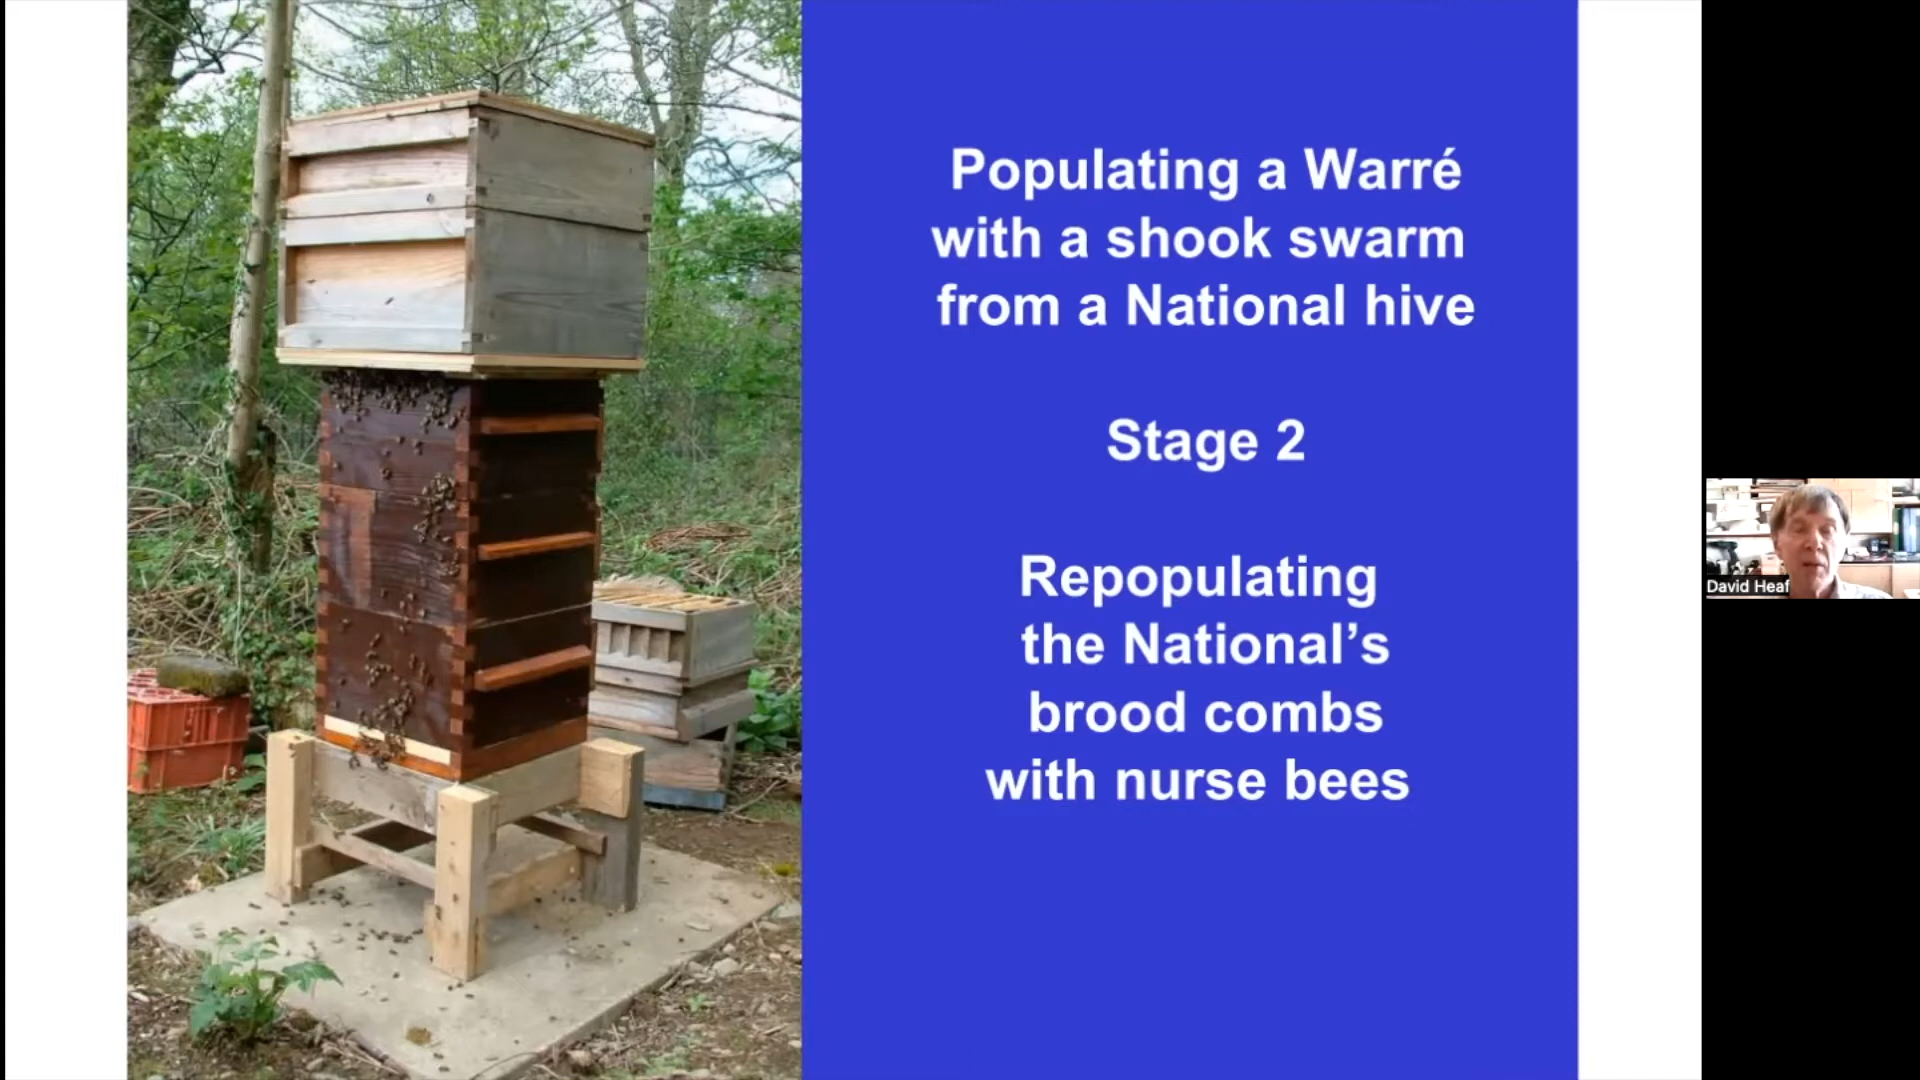 Populating a Warré
with a shook swarm
from a National hive
Stage 2
Repopulating
the National’s
brood combs
with nurse bees
David Heaf